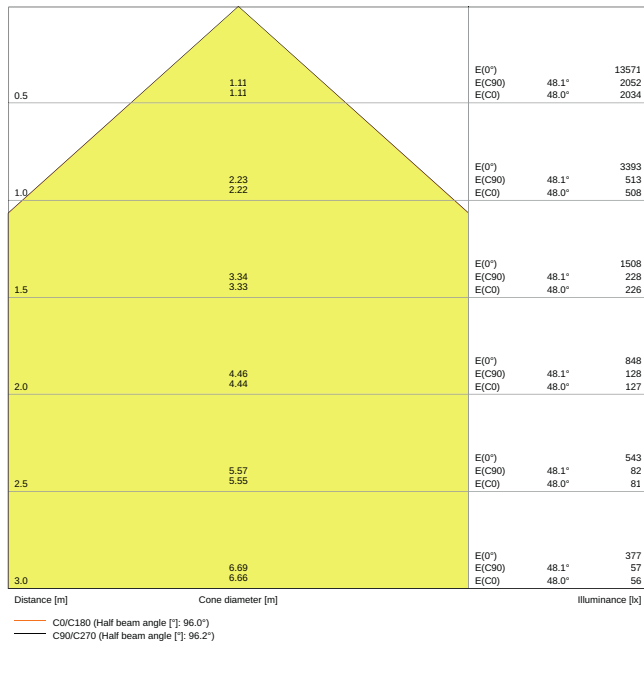 E(0°) 13571
1.11 E(C90) 48.1° 2052
0.5 1.11 E(C0) 48.0° 2034
E(0°) 3393
2.23 E(C90) 48.1° 513
1.0 2.22 E(C0) 48.0° 508
E(0°) 1508
3.34 E(C90) 48.1° 228
1.5 3.33 E(C0) 48.0° 226
E(0°) 848
4.46 E(C90) 48.1° 128
2.0 4.44 E(C0) 48.0° 127
E(0°) 543
5.57 E(C90) 48.1° 82
2.5 5.55 E(C0) 48.0° 81
E(0°) 377
6.69 E(C90) 48.1° 57
3.0 6.66 E(C0) 48.0° 56
Distance [m] Cone diameter [m] Illuminance [lx]
C0/C180 (Half beam angle [°]: 96.0°)
C90/C270 (Half beam angle [°]: 96.2°)